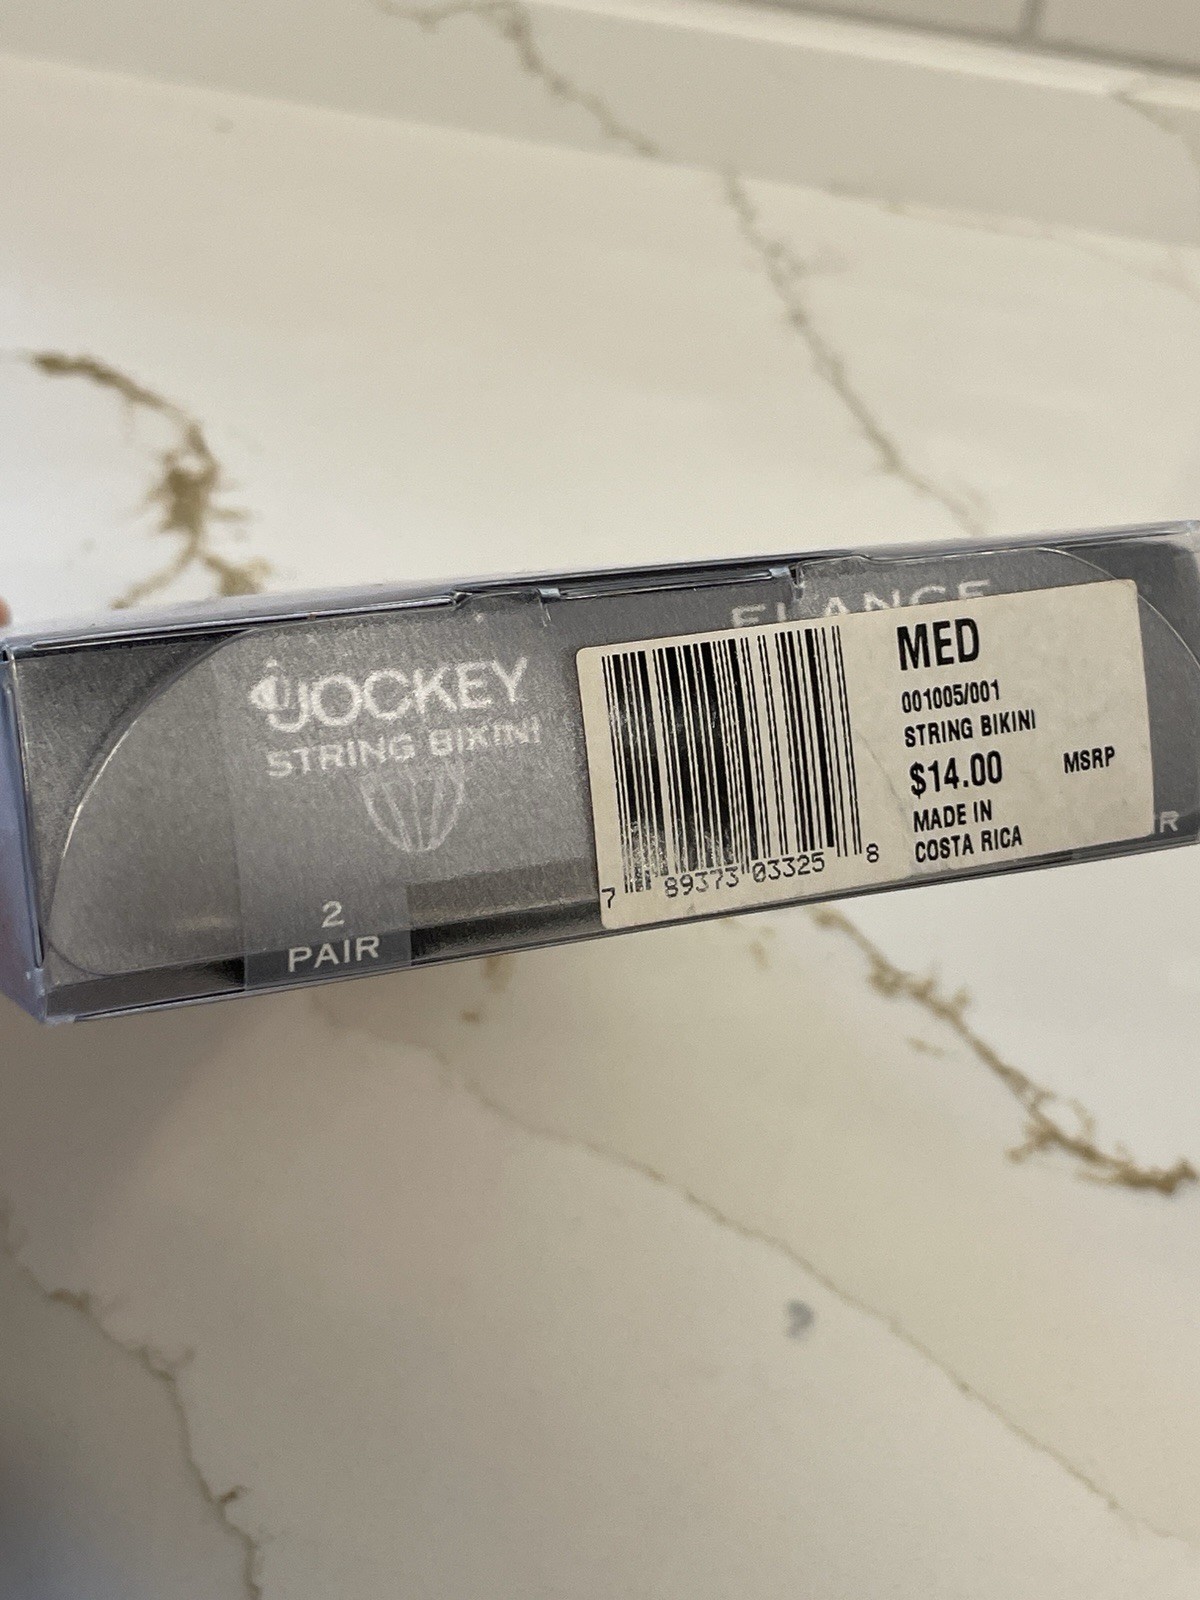 JOCKEY
STRING BIKINI
2
PAIR
MED
001005/001
STRING BIKINI
$14.00 MSRP
MADE IN
COSTA RICA
7 89373 03325 8